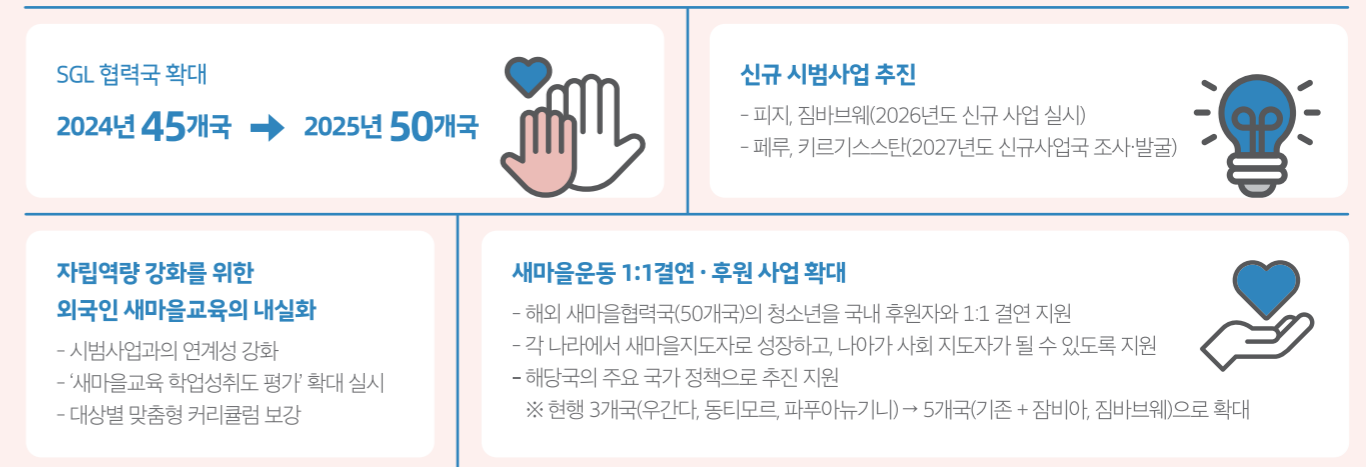 SGL 협력국 확대
2024년 45개국 → 2025년 50개국
신규 시범사업 추진
- 피지, 짐바브웨(2026년도 신규 사업 실시)
- 페루, 키르기스스탄(2027년도 신규사업국 조사·발굴)
자립역량 강화를 위한
외국인 새마을교육의 내실화
- 시범사업과의 연계성 강화
- ‘새마을교육 학업성취도 평가’ 확대 실시
- 대상별 맞춤형 커리큘럼 보강
새마을운동 1:1결연 · 후원 사업 확대
- 해외 새마을협력국(50개국)의 청소년을 국내 후원자와 1:1 결연 지원
- 각 나라에서 새마을지도자로 성장하고, 나아가 사회 지도자가 될 수 있도록 지원
- 해당국의 주요 국가 정책으로 추진 지원
※ 현행 3개국(우간다, 동티모르, 파푸아뉴기니) → 5개국(기존 + 잠비아, 짐바브웨)으로 확대